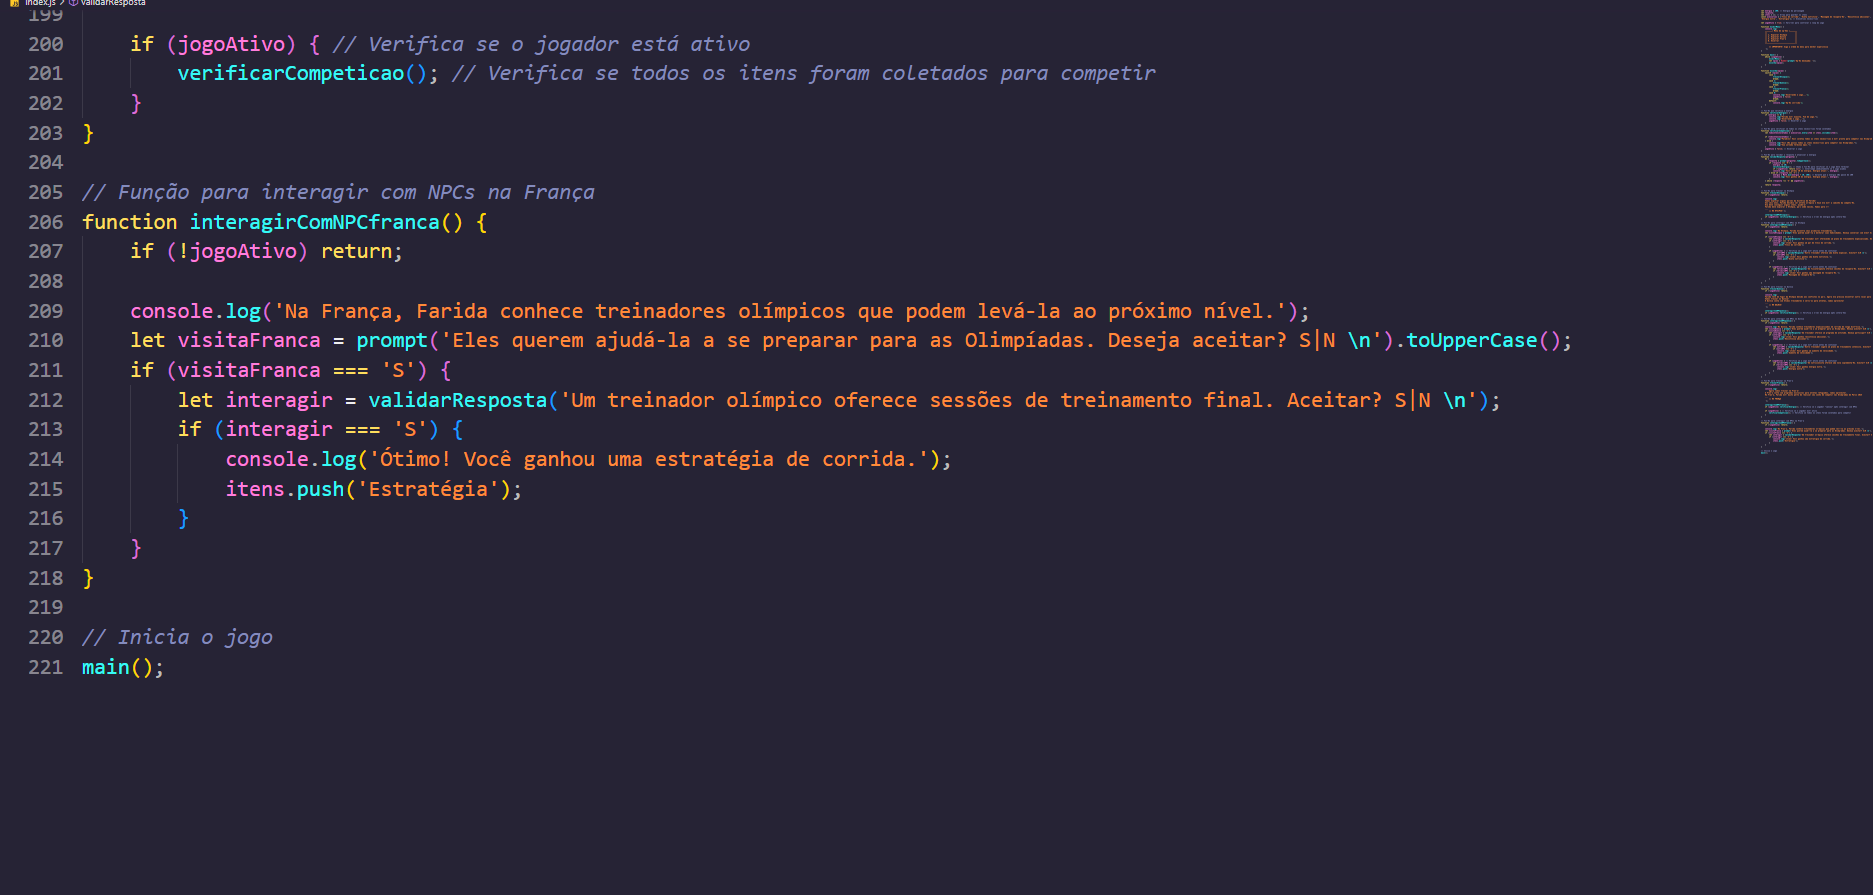 index.js > validarResposta
199
200     if (jogoAtivo) { // Verifica se o jogador está ativo
201         verificarCompeticao(); // Verifica se todos os itens foram coletados para competir
202     }
203 }
204
205 // Função para interagir com NPCs na França
206 function interagirComNPCfranca() {
207     if (!jogoAtivo) return;
208
209     console.log('Na França, Farida conhece treinadores olímpicos que podem levá-la ao próximo nível.');
210     let visitaFranca = prompt('Eles querem ajudá-la a se preparar para as Olimpíadas. Deseja aceitar? S|N \n').toUpperCase();
211     if (visitaFranca === 'S') {
212         let interagir = validarResposta('Um treinador olímpico oferece sessões de treinamento final. Aceitar? S|N \n');
213         if (interagir === 'S') {
214             console.log('Ótimo! Você ganhou uma estratégia de corrida.');
215             itens.push('Estratégia');
216         }
217     }
218 }
219
220 // Inicia o jogo
221 main();